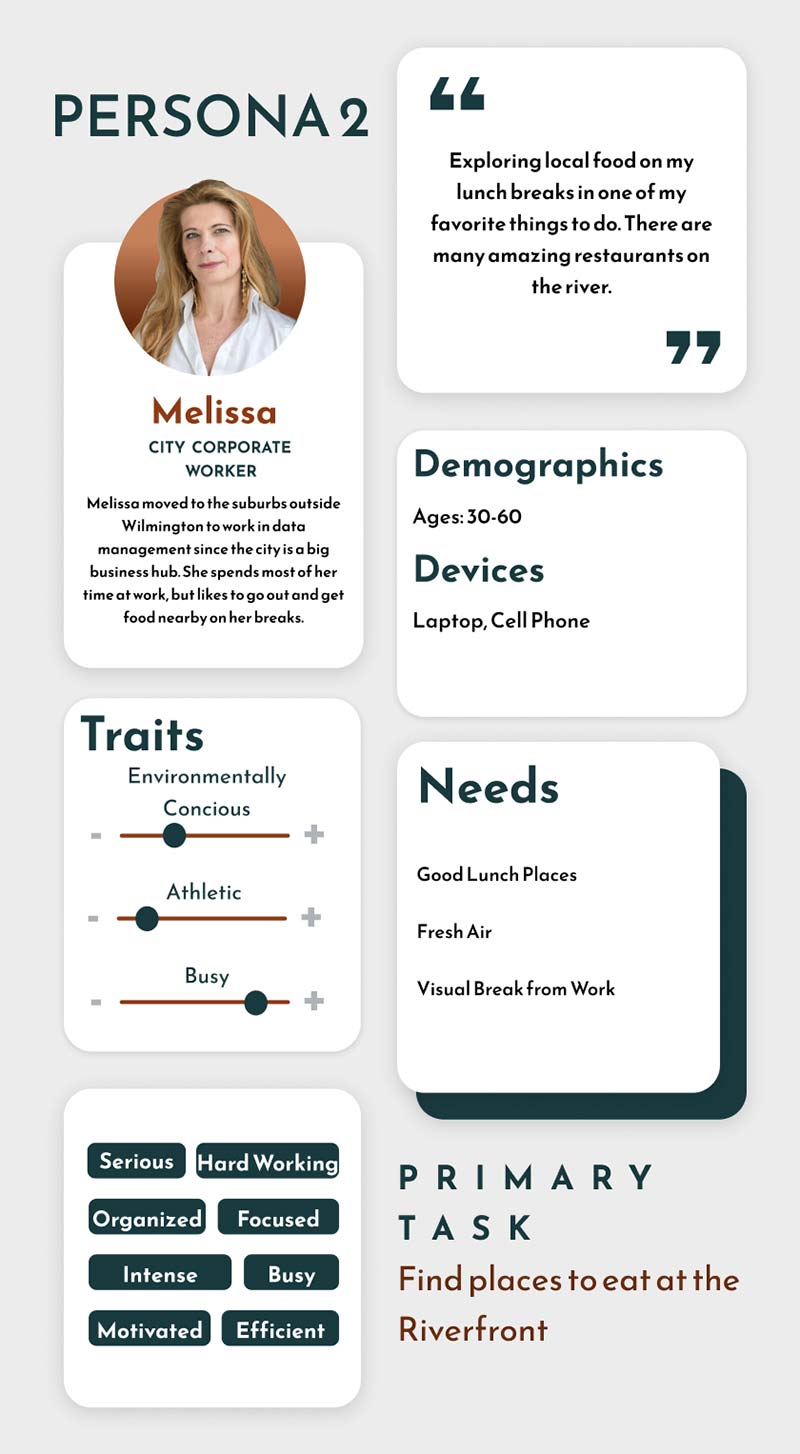 PERSONA 2
“
Exploring local food on my
lunch breaks in one of my
favorite things to do. There are
many amazing restaurants on
the river.
”
Melissa
CITY CORPORATE
WORKER
Melissa moved to the suburbs outside
Wilmington to work in data
management since the city is a big
business hub. She spends most of her
time at work, but likes to go out and get
food nearby on her breaks.
Demographics
Ages: 30-60
Devices
Laptop, Cell Phone
Traits
Environmentally
Concious
- +
Athletic
- +
Busy
- +
Needs
Good Lunch Places
Fresh Air
Visual Break from Work
Serious Hard Working
Organized Focused
Intense Busy
Motivated Efficient
PRIMARY
TASK
Find places to eat at the
Riverfront